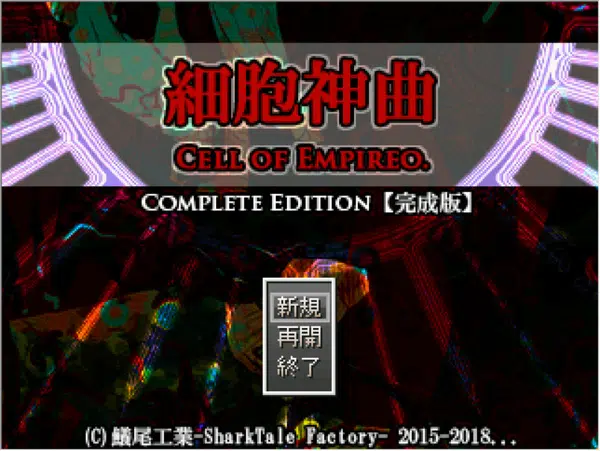 細胞神曲
CELL OF EMPIREO.
COMPLETE EDITION【完成版】
新規
再開
終了
(C)鱶尾工業-SharkTale Factory- 2015-2018...